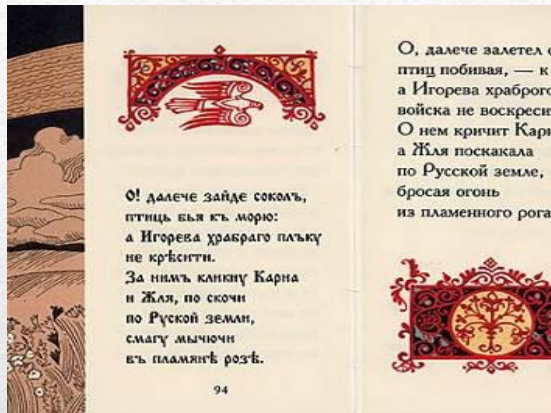 О! далече зайде соколъ,
птиць бья къ морю:
а Игорева храбраго плъку
не крѣсити.
За нимъ кликну Карна
и Жля, по скочи
по Руской земли,
смагу мычючи
въ пламянѣ розѣ.
94
О, далече залетел
птиц побивая, — к
а Игорева храброго
войска не
О нем кричит
а Жля поскакала
по Русской земле,
бросая огонь
из пламенного рога